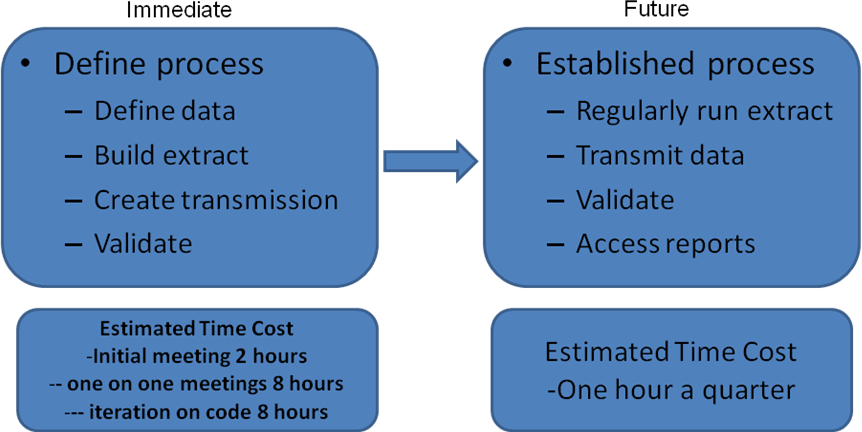 Immediate
• Define process
– Define data
– Build extract
– Create transmission
– Validate
Estimated Time Cost
-Initial meeting 2 hours
-- one on one meetings 8 hours
--- iteration on code 8 hours
Future
• Established process
– Regularly run extract
– Transmit data
– Validate
– Access reports
Estimated Time Cost
-One hour a quarter